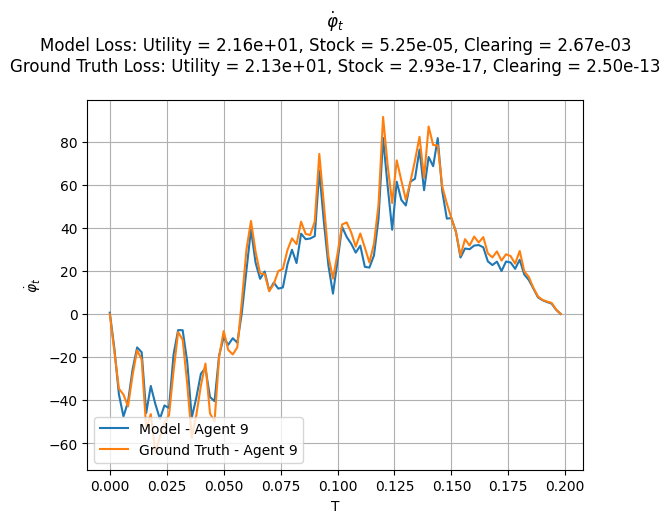 φ̇ₜ
Model Loss: Utility = 2.16e+01, Stock = 5.25e-05, Clearing = 2.67e-03
Ground Truth Loss: Utility = 2.13e+01, Stock = 2.93e-17, Clearing = 2.50e-13
80
60
40
20
0
−20
−40
−60
φ̇ₜ
Model - Agent 9
Ground Truth - Agent 9
0.000 0.025 0.050 0.075 0.100 0.125 0.150 0.175 0.200
T